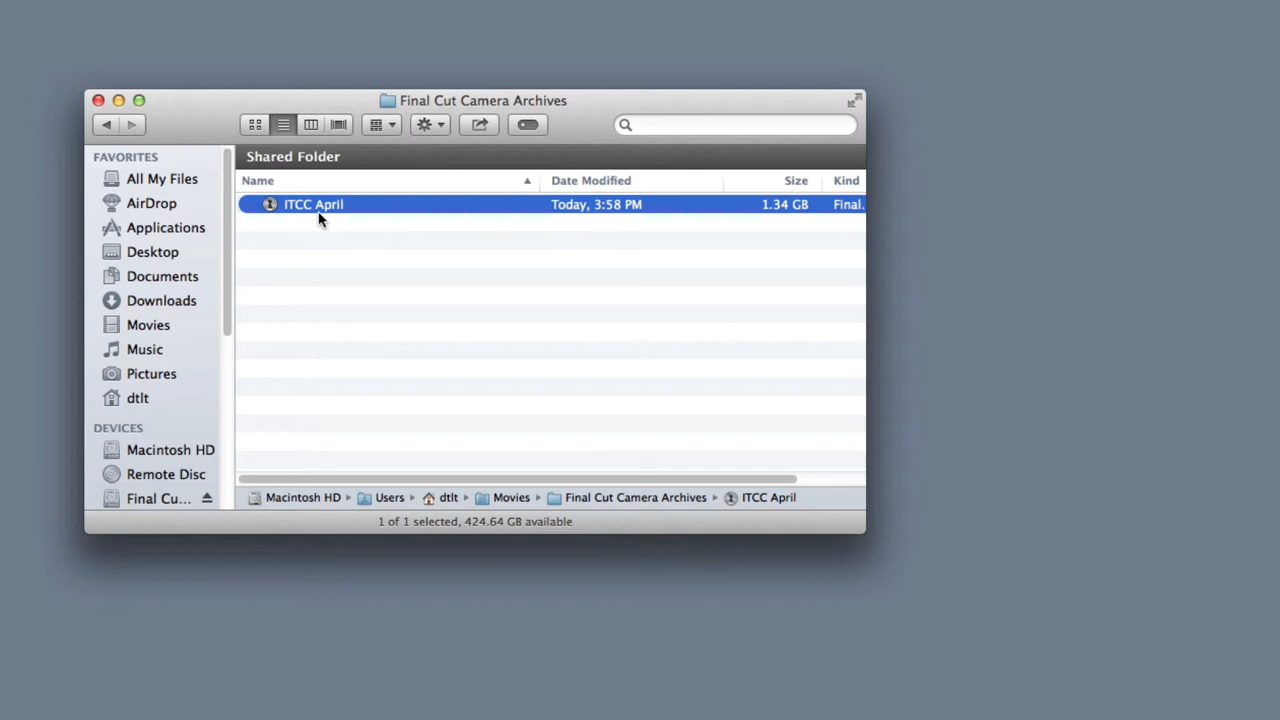 Final Cut Camera Archives
FAVORITES
All My Files
AirDrop
Applications
Desktop
Documents
Downloads
Movies
Music
Pictures
dtlt
DEVICES
Macintosh HD
Remote Disc
Final Cu...
Shared Folder
Name Date Modified Size Kind
ITCC April Today, 3:58 PM 1.34 GB Final.
Macintosh HD Users dtlt Movies Final Cut Camera Archives ITCC April
1 of 1 selected, 424.64 GB available